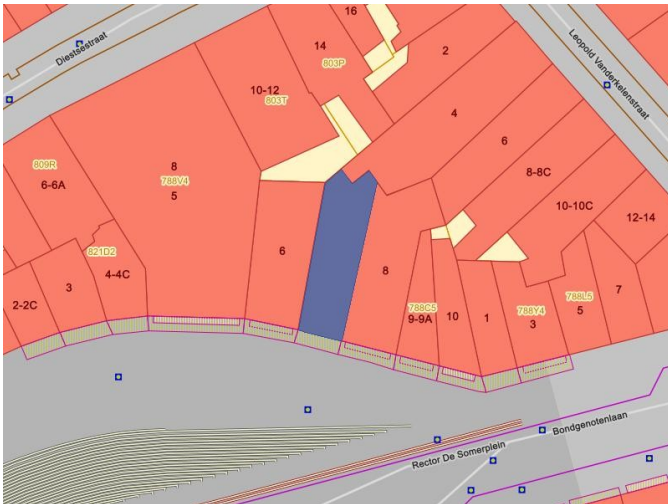 16
14
803P
2
Diestsestraat
Leopold Vanderkelenstraat
10-12
803T
4
6
809R
6-6A
8
788V4
5
8-8C
10-10C
12-14
821D2
4-4C
3
2-2C
6
8
788C5
9-9A
10
1
788Y4
3
788L5
5
7
Rector De Somerplein
Bondgenotenlaan